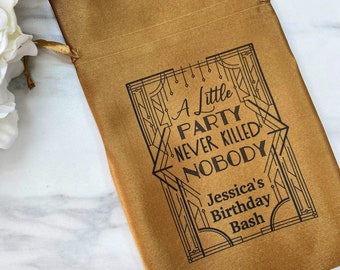 A Little
PARTY
NEVER KILLED
NOBODY
Jessica's
Birthday
Bash